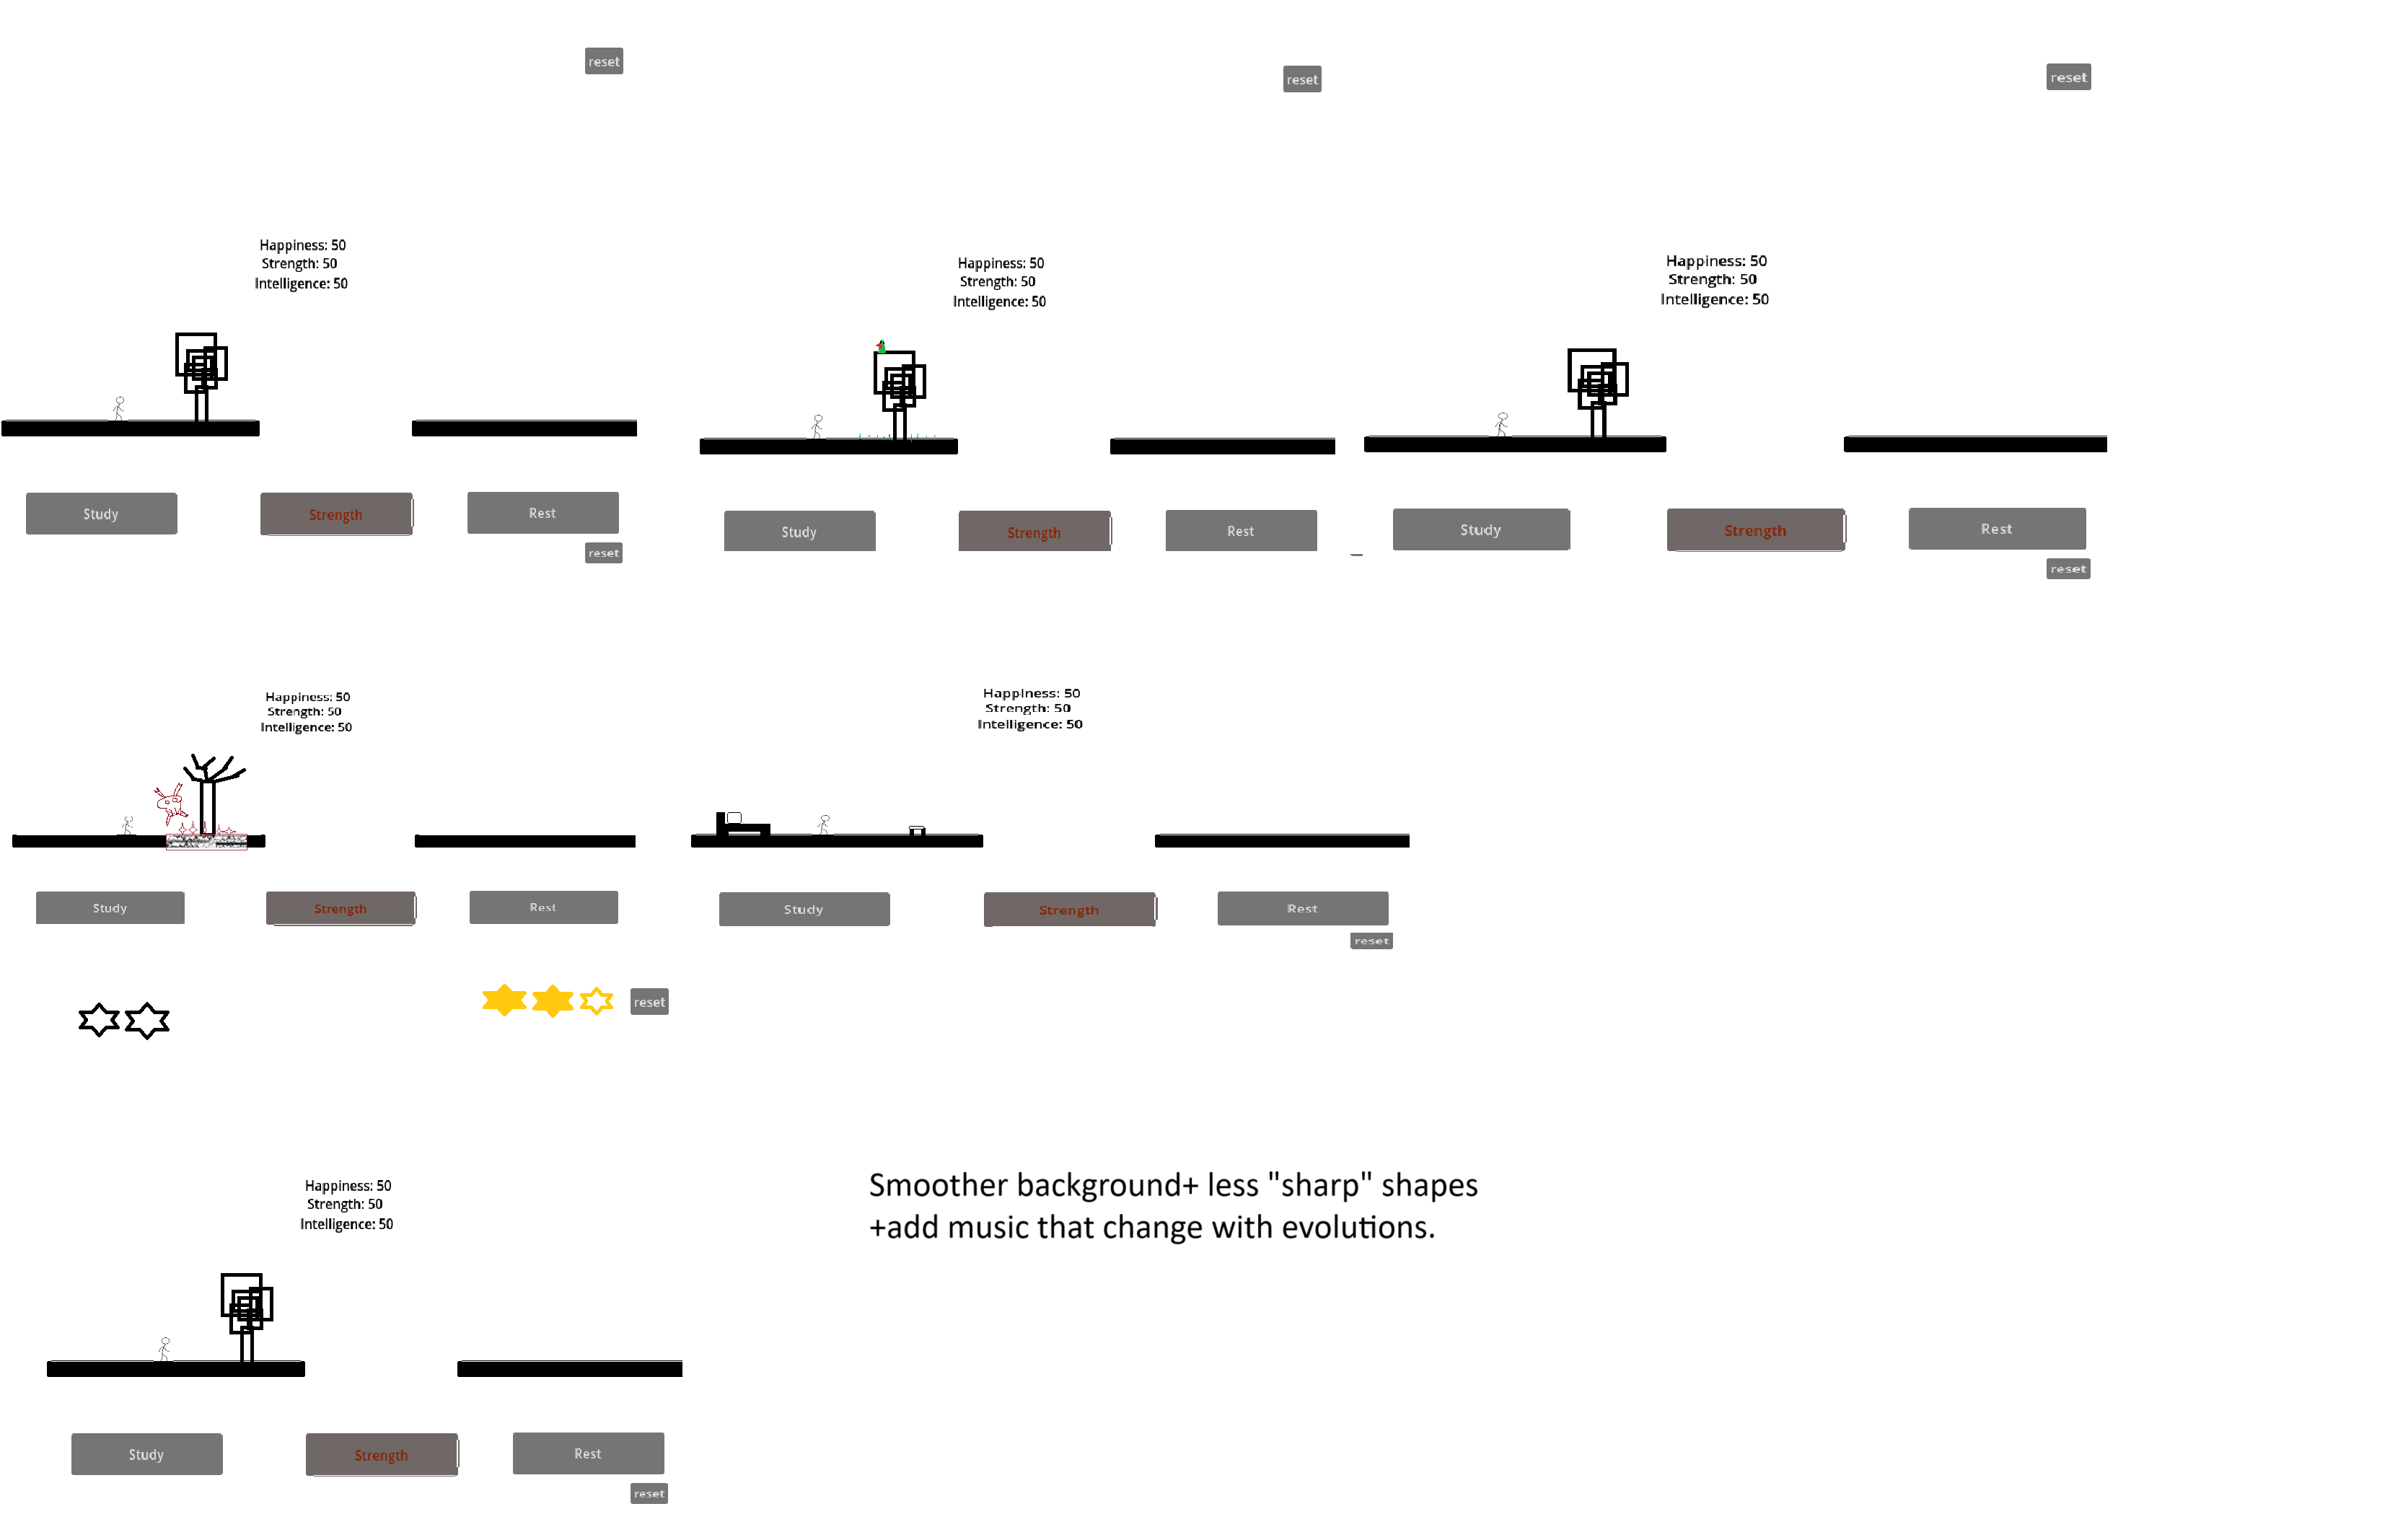 reset
Happiness: 50
Strength: 50
Intelligence: 50
Study
Strength
Rest
reset
reset
Happiness: 50
Strength: 50
Intelligence: 50
Study
Strength
Rest
reset
Happiness: 50
Strength: 50
Intelligence: 50
Study
Strength
Rest
reset
Happiness: 50
Strength: 50
Intelligence: 50
Study
Strength
Rest
Happiness: 50
Strength: 50
Intelligence: 50
Study
Strength
Rest
reset
reset
Happiness: 50
Strength: 50
Intelligence: 50
Study
Strength
Rest
reset
Smoother background+ less "sharp" shapes
+add music that change with evolutions.